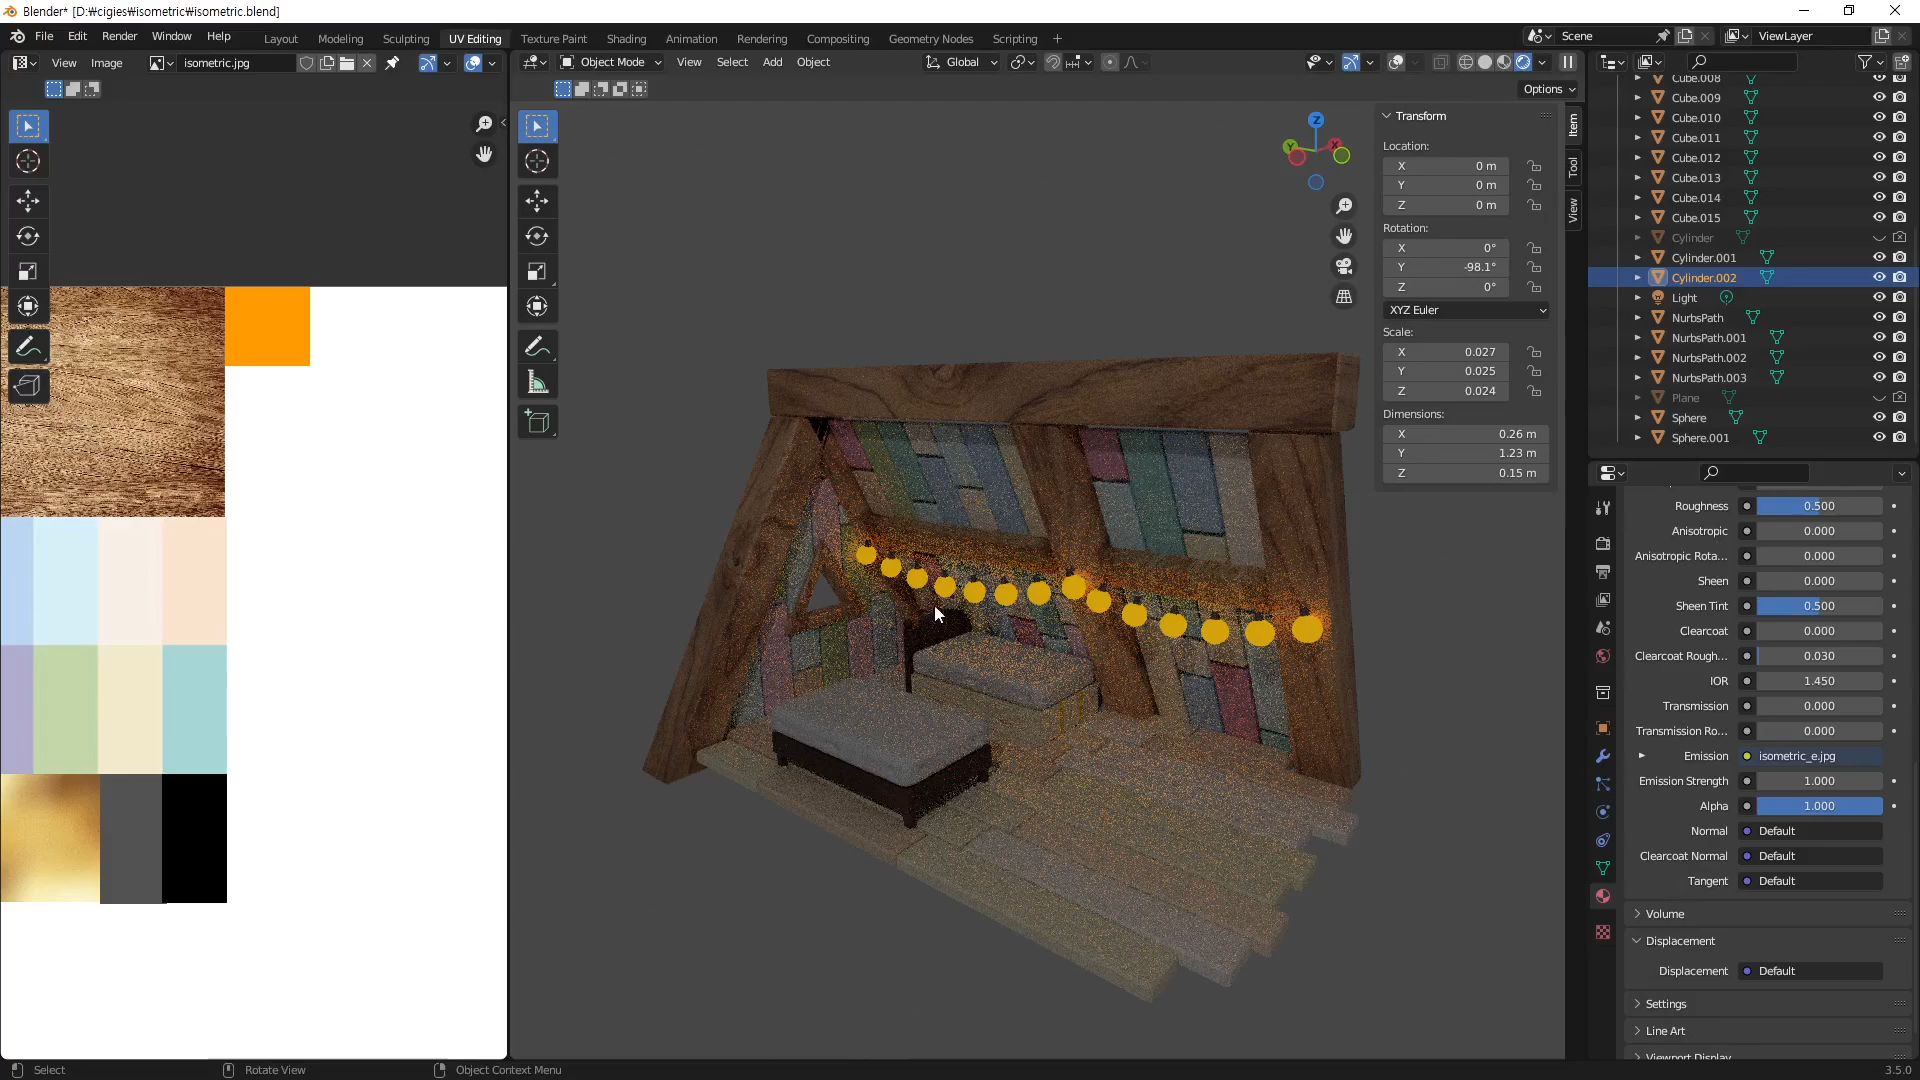 Blender* [D:₩cigies₩isometric₩isometric.blend]
File Edit Render Window Help Layout Modeling Sculpting UV Editing Texture Paint Shading Animation Rendering Compositing Geometry Nodes Scripting + Scene ViewLayer
View Image isometric.jpg Object Mode View Select Add Object Global
Options
Transform
Location:
X 0 m
Y 0 m
Z 0 m
Rotation:
X 0°
Y -98.1°
Z 0°
XYZ Euler
Scale:
X 0.027
Y 0.025
Z 0.024
Dimensions:
X 0.26 m
Y 1.23 m
Z 0.15 m
Item
Tool
View
Z
Y
X
Cube.008
Cube.009
Cube.010
Cube.011
Cube.012
Cube.013
Cube.014
Cube.015
Cylinder
Cylinder.001
Cylinder.002
Light
NurbsPath
NurbsPath.001
NurbsPath.002
NurbsPath.003
Plane
Sphere
Sphere.001
Roughness 0.500
Anisotropic 0.000
Anisotropic Rota... 0.000
Sheen 0.000
Sheen Tint 0.500
Clearcoat 0.000
Clearcoat Rough... 0.030
IOR 1.450
Transmission 0.000
Transmission Ro... 0.000
Emission isometric_e.jpg
Emission Strength 1.000
Alpha 1.000
Normal Default
Clearcoat Normal Default
Tangent Default
Volume
Displacement
Displacement Default
Settings
Line Art
Viewport Display
Select Rotate View Object Context Menu 3.5.0